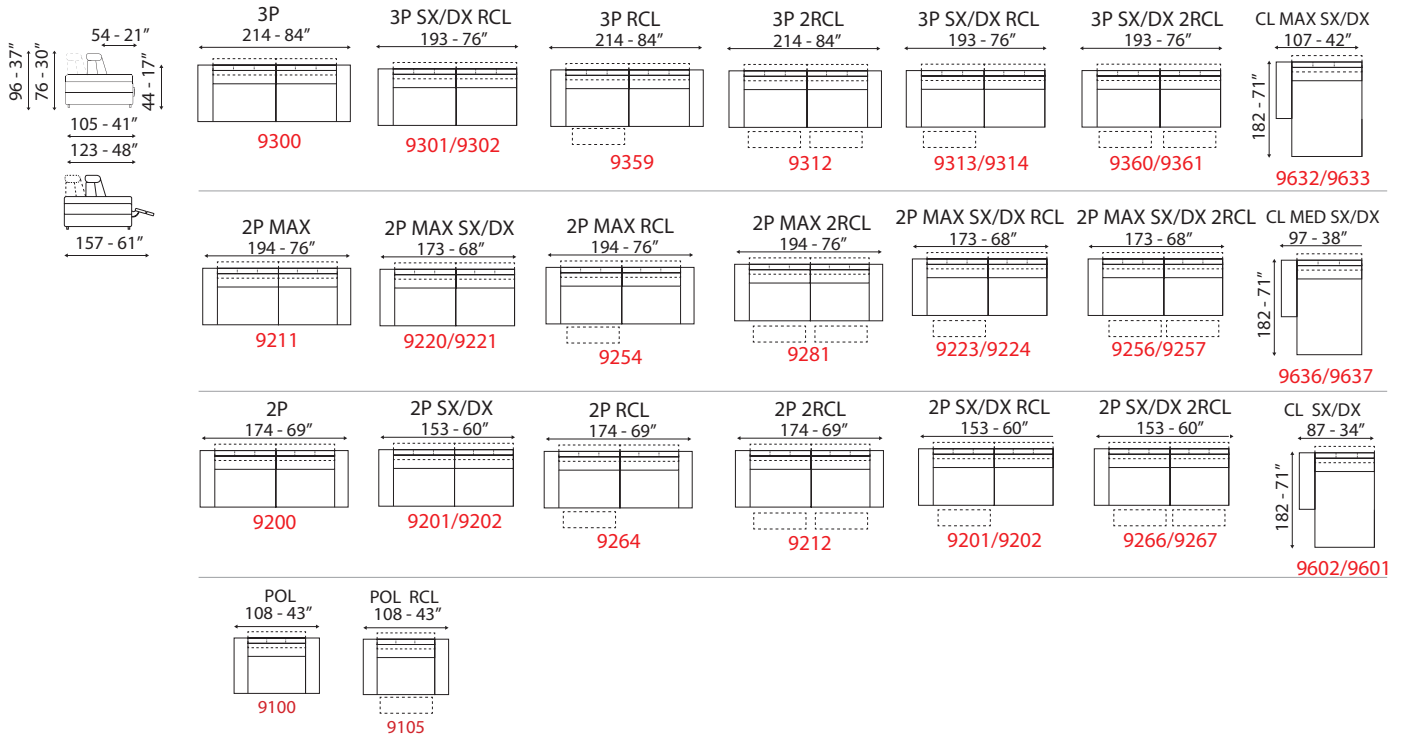 54 - 21”
96 - 37”
76 - 30”
44 - 17”
105 - 41”
123 - 48”
157 - 61”
3P
214 - 84”
9300
3P SX/DX RCL
193 - 76”
9301/9302
3P RCL
214 - 84”
9359
3P 2RCL
214 - 84”
9312
3P SX/DX RCL
193 - 76”
9313/9314
3P SX/DX 2RCL
193 - 76”
9360/9361
CL MAX SX/DX
107 - 42”
182 - 71”
9632/9633
2P MAX
194 - 76”
9211
2P MAX SX/DX
173 - 68”
9220/9221
2P MAX RCL
194 - 76”
9254
2P MAX 2RCL
194 - 76”
9281
2P MAX SX/DX RCL
173 - 68”
9223/9224
2P MAX SX/DX 2RCL
173 - 68”
9256/9257
CL MED SX/DX
97 - 38”
182 - 71”
9636/9637
2P
174 - 69”
9200
2P SX/DX
153 - 60”
9201/9202
2P RCL
174 - 69”
9264
2P 2RCL
174 - 69”
9212
2P SX/DX RCL
153 - 60”
9201/9202
2P SX/DX 2RCL
153 - 60”
9266/9267
CL SX/DX
87 - 34”
182 - 71”
9602/9601
POL
108 - 43”
9100
POL RCL
108 - 43”
9105